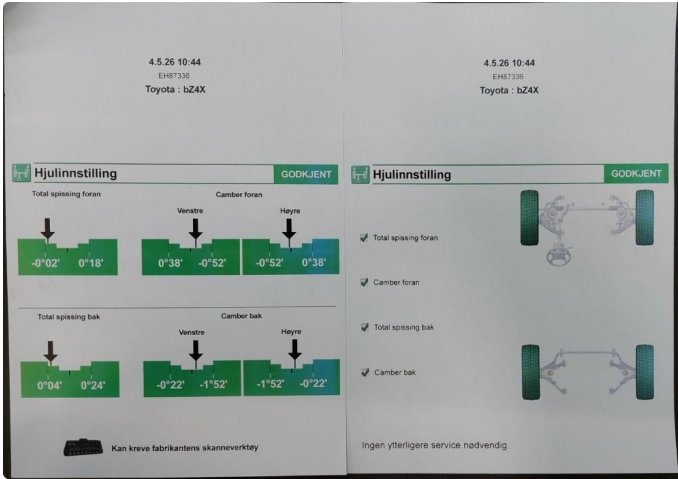 4.5.26 10:44
EH87336
Toyota : bZ4X
Hjulinnstilling GODKJENT
Total spissing foran Camber foran
Venstre Høyre
-0°02' 0°18' 0°38' -0°52' -0°52' 0°38'
Total spissing bak Camber bak
Venstre Høyre
0°04' 0°24' -0°22' -1°52' -1°52' -0°22'
Kan kreve fabrikantens skanneverktøy
4.5.26 10:44
EH87336
Toyota : bZ4X
Hjulinnstilling GODKJENT
Total spissing foran
Camber foran
Total spissing bak
Camber bak
Ingen ytterligere service nødvendig.